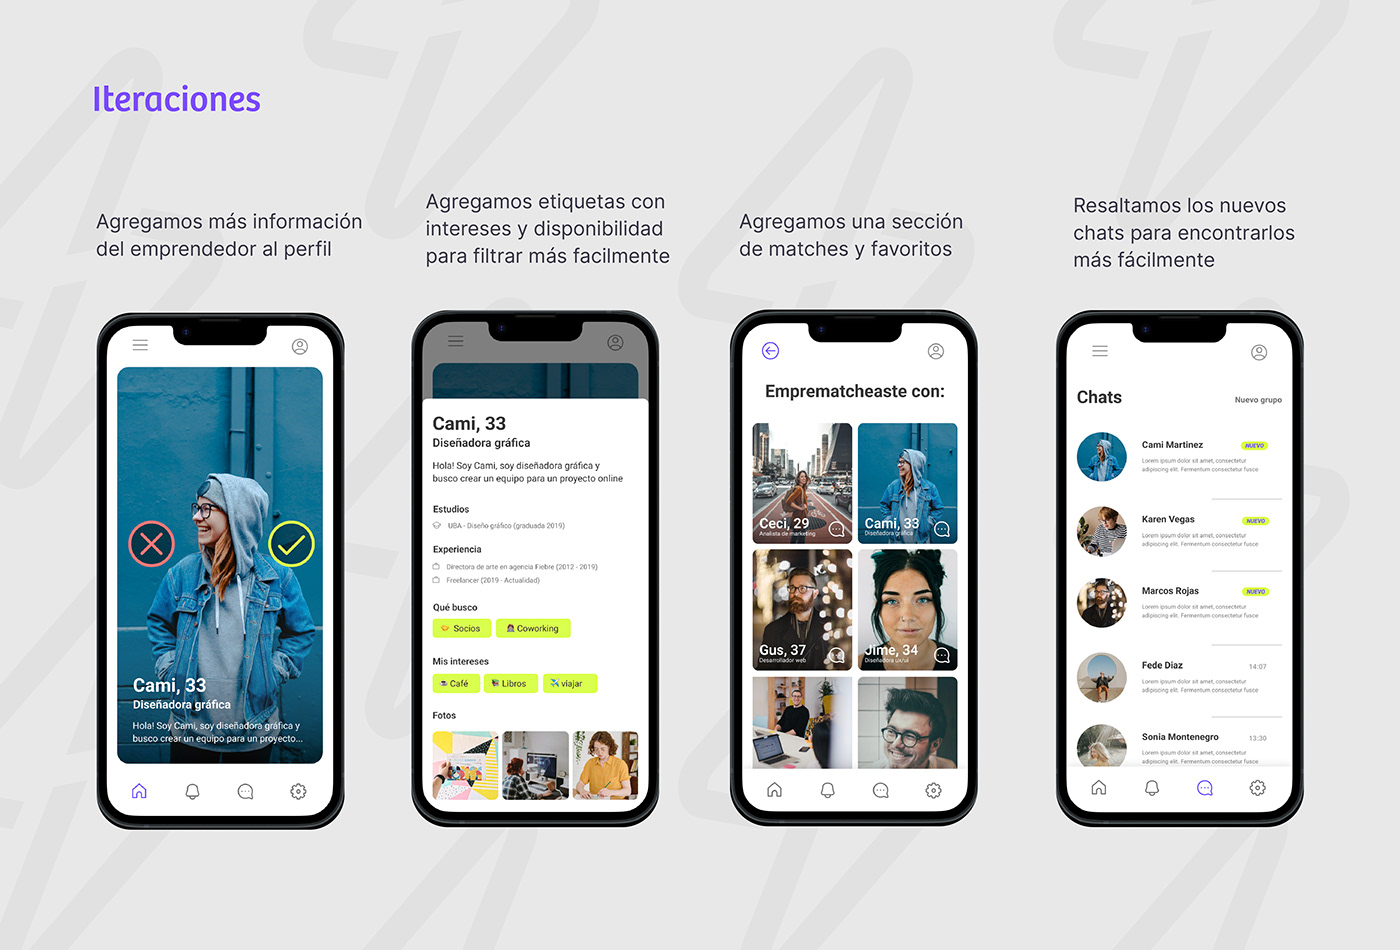 Iteraciones
Agregamos más información
del emprendedor al perfil
Agregamos etiquetas con
intereses y disponibilidad
para filtrar más facilmente
Agregamos una sección
de matches y favoritos
Resaltamos los nuevos
chats para encontrarlos
más fácilmente
Cami, 33
Diseñadora gráfica
Hola! Soy Cami, soy diseñadora gráfica y
busco crear un equipo para un proyecto...
Cami, 33
Diseñadora gráfica
Hola! Soy Cami, soy diseñadora gráfica y
busco crear un equipo para un proyecto online
Estudios
UBA - Diseño gráfico (graduada 2019)
Experiencia
Directora de arte en agencia Fiebre (2012 - 2019)
Freelancer (2019 - Actualidad)
Qué busco
Socios
Coworking
Mis intereses
Café
Libros
viajar
Fotos
Emprematcheaste con:
Ceci, 29
Analista de marketing
Cami, 33
Diseñadora gráfica
Gus, 37
Desarrollador web
Jime, 34
Diseñadora ux/ui
Chats
Nuevo grupo
Cami Martinez
NUEVO
Lorem ipsum dolor sit amet, consectetur
adipiscing elit. Fermentum consectetur fusce
Karen Vegas
NUEVO
Lorem ipsum dolor sit amet, consectetur
adipiscing elit. Fermentum consectetur fusce
Marcos Rojas
NUEVO
Lorem ipsum dolor sit amet, consectetur
adipiscing elit. Fermentum consectetur fusce
Fede Diaz
14:07
Lorem ipsum dolor sit amet, consectetur
adipiscing elit. Fermentum consectetur fusce
Sonia Montenegro
13:30
Lorem ipsum dolor sit amet, consectetur
adipiscing elit. Fermentum consectetur fusce